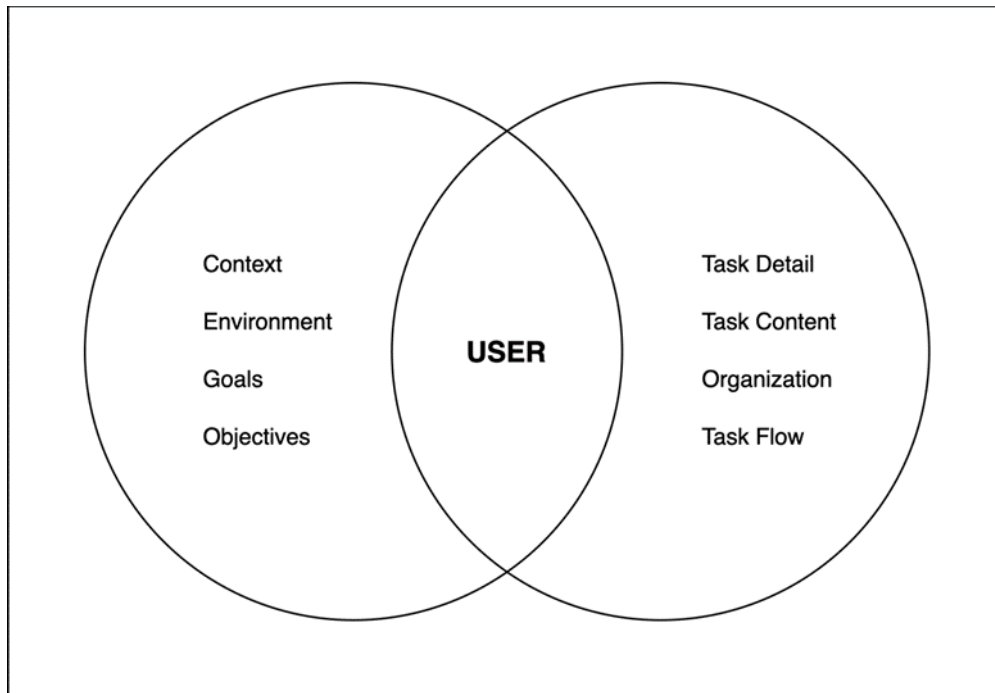 Context
Environment
Goals
Objectives
USER
Task Detail
Task Content
Organization
Task Flow